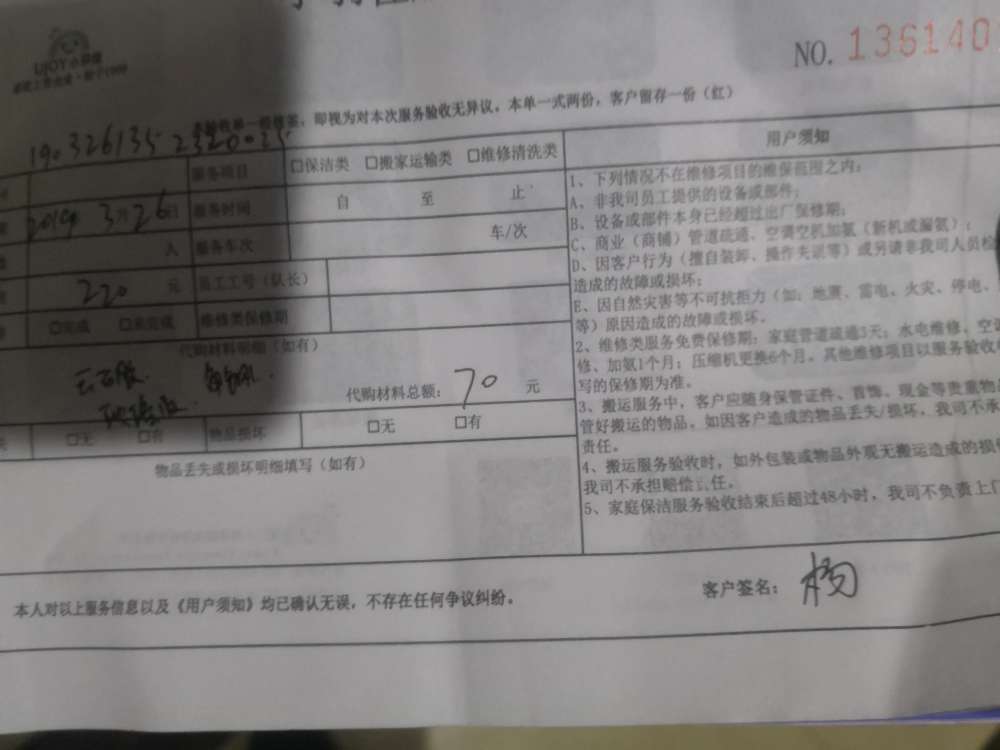 UJOY
NO. 136140
即视为对本次服务验收无异议,本单一式两份,客户留存一份(红)
190326135 2320025
服务项目 □保洁类 □搬家运输类 □维修清洗类
2019 3月26日 服务时间 自 至 止
人 服务车次 车/次
220 元 员工工号(队长)
□完成 □未完成 维修类保修期
代购材料明细(如有)
云石胶
代购材料总额: 70 元
□无 □有 物品损坏 □无 □有
物品丢失或损坏明细填写(如有)
用户须知
1、下列情况不在维修项目的维保范围之内:
A、非我司员工提供的设备或部件;
B、设备或部件本身已经超过出厂保修期;
C、商业(商铺)管道疏通、空调空机加氨(新机或漏氨);
D、因客户行为(擅自装卸、操作失误等)或另请非我司人员检
造成的故障或损坏;
E、因自然灾害等不可抗拒力(如:地震、雷电、火灾、停电、
等)原因造成的故障或损坏.
2、维修类服务免费保修期:家庭管道疏通3天;水电维修、空
修、加氨1个月;压缩机更换6个月。其他维修项目以服务验收
写的保修期为准。
3、搬运服务中,客户应随身保管证件、首饰、现金等贵重物
管好搬运的物品。如因客户造成的物品丢失/损坏,我司不承
责任。
4、搬运服务验收时,如外包装或物品外观无搬运造成的损
我司不承担赔偿责任。
5、家庭保洁服务验收结束后超过48小时,我司不负责上门
本人对以上服务信息以及《用户须知》均已确认无误,不存在任何争议纠纷。
客户签名: 杨